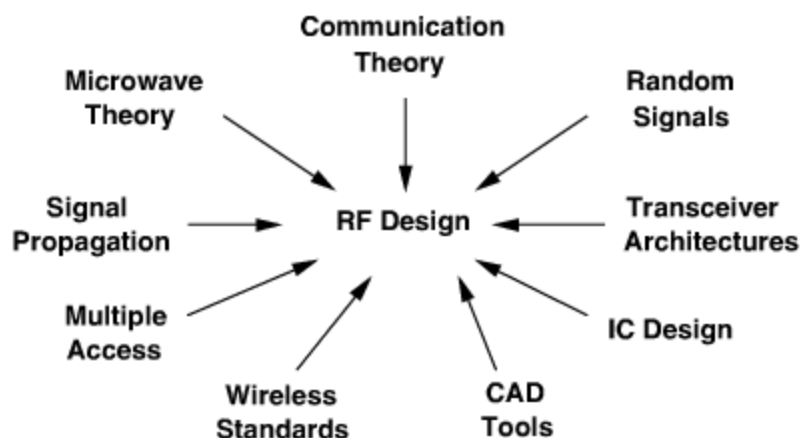 Communication
Theory
Microwave
Theory
Random
Signals
Signal
Propagation
RF Design
Transceiver
Architectures
Multiple
Access
IC Design
Wireless
Standards
CAD
Tools